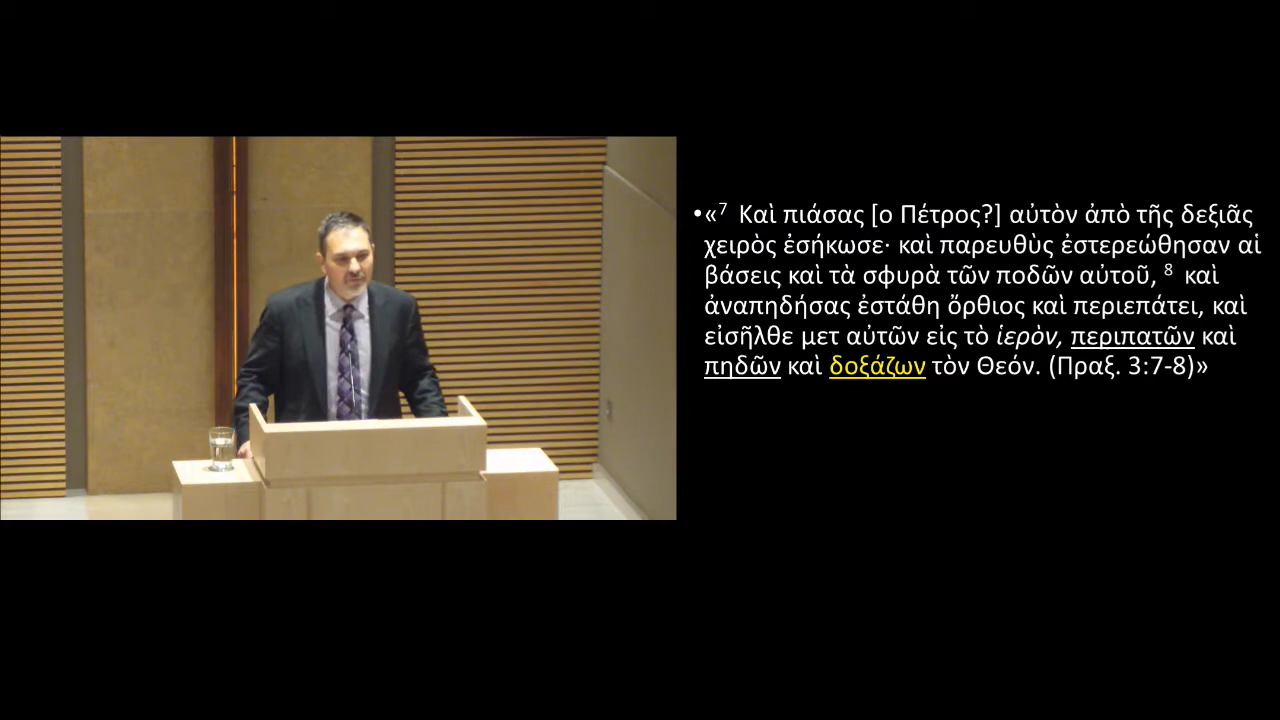 •«⁷ Καὶ πιάσας [ο Πέτρος?] αὐτὸν ἀπὸ τῆς δεξιᾶς
χειρὸς ἐσήκωσε· καὶ παρευθὺς ἐστερεώθησαν αἱ
βάσεις καὶ τὰ σφυρὰ τῶν ποδῶν αὐτοῦ, ⁸ καὶ
ἀναπηδήσας ἐστάθη ὄρθιος καὶ περιεπάτει, καὶ
εἰσῆλθε μετ αὐτῶν εἰς τὸ ἱερὸν, περιπατῶν καὶ
πηδῶν καὶ δοξάζων τὸν Θεόν. (Πραξ. 3:7-8)»